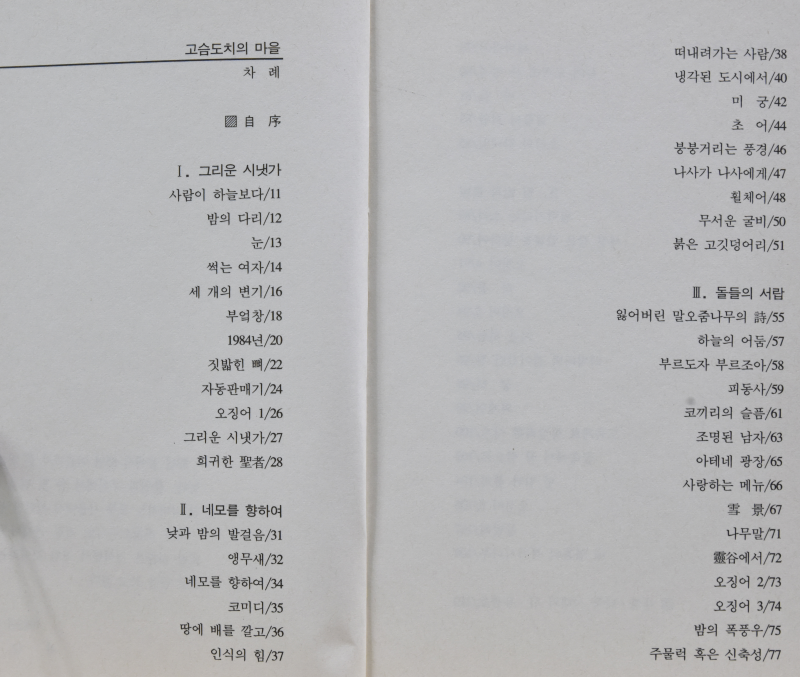 고슴도치의 마을
차 례
▨ 自 序
Ⅰ. 그리운 시냇가
사람이 하늘보다/11
밤의 다리/12
눈/13
썩는 여자/14
세 개의 변기/16
부엌창/18
1984년/20
짓밟힌 뼈/22
자동판매기/24
오징어 1/26
그리운 시냇가/27
희귀한 聖者/28
Ⅱ. 네모를 향하여
낮과 밤의 발걸음/31
앵무새/32
네모를 향하여/34
코미디/35
땅에 배를 깔고/36
인식의 힘/37
떠내려가는 사람/38
냉각된 도시에서/40
미 궁/42
초 어/44
붕붕거리는 풍경/46
나사가 나사에게/47
휠체어/48
무서운 굴비/50
붉은 고깃덩어리/51
Ⅲ. 돌들의 서랍
잃어버린 말오줌나무의 詩/55
하늘의 어둠/57
부르도자 부르조아/58
피동사/59
코끼리의 슬픔/61
조명된 남자/63
아테네 광장/65
사랑하는 메뉴/66
雪 景/67
나무말/71
靈谷에서/72
오징어 2/73
오징어 3/74
밤의 폭풍우/75
주물럭 혹은 신축성/77